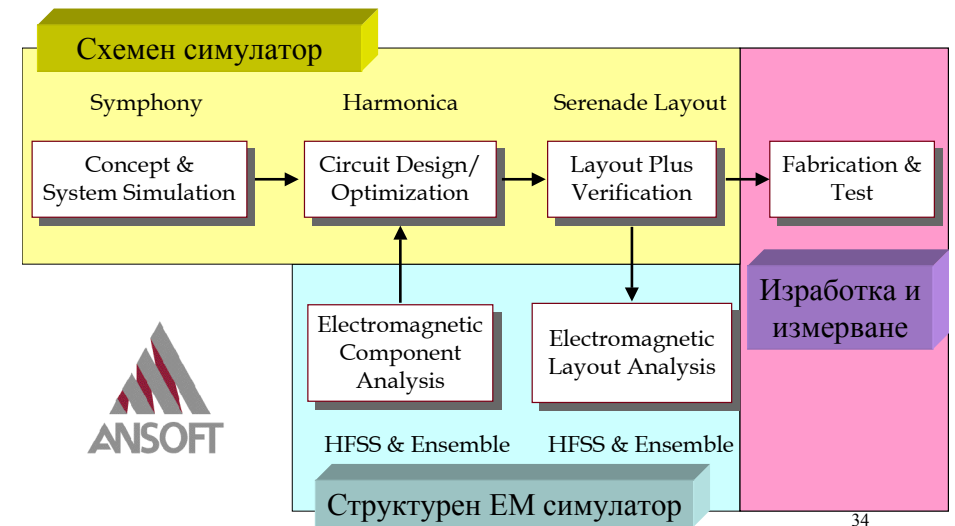 Схемен симулатор
Symphony
Harmonica
Serenade Layout
Concept &
System Simulation
Circuit Design/
Optimization
Layout Plus
Verification
Fabrication &
Test
Изработка и
измерване
Electromagnetic
Component
Analysis
Electromagnetic
Layout Analysis
ANSOFT
HFSS & Ensemble
HFSS & Ensemble
Структурен ЕМ симулатор
34